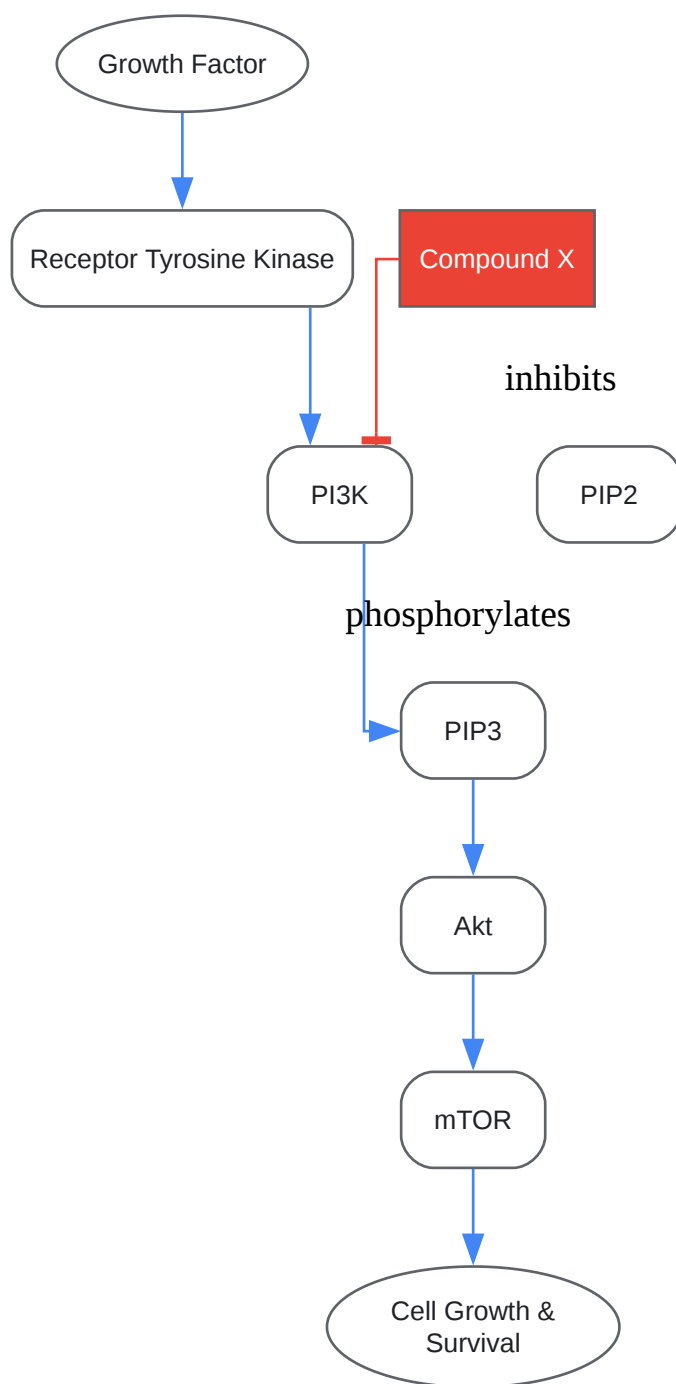 Growth Factor
Receptor Tyrosine Kinase
Compound X
inhibits
PI3K
PIP2
phosphorylates
PIP3
Akt
mTOR
Cell Growth &
Survival